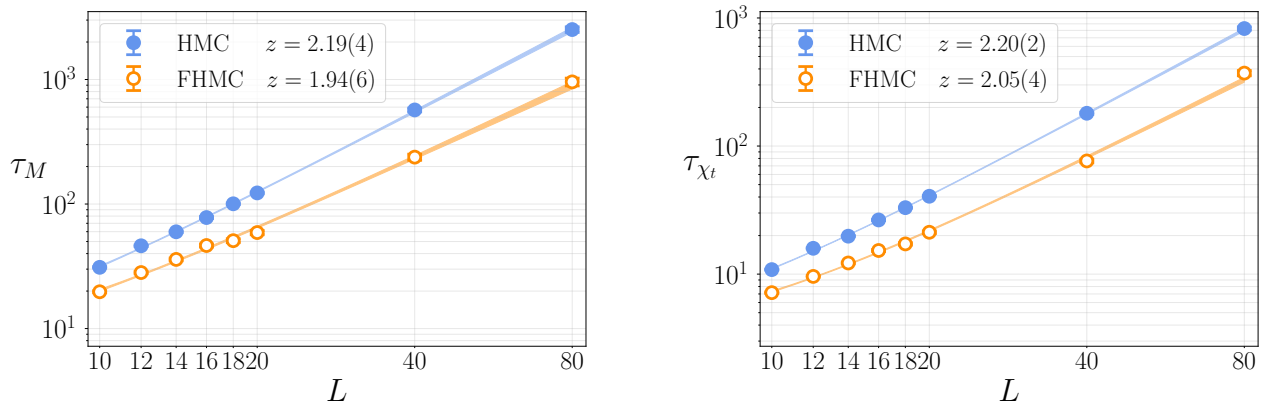 HMC z = 2.19(4)
FHMC z = 1.94(6)
10³
10²
10¹
τ_M
10 12 14 16 18 20 40 80
L
HMC z = 2.20(2)
FHMC z = 2.05(4)
10³
10²
10¹
τ_χₜ
10 12 14 16 18 20 40 80
L